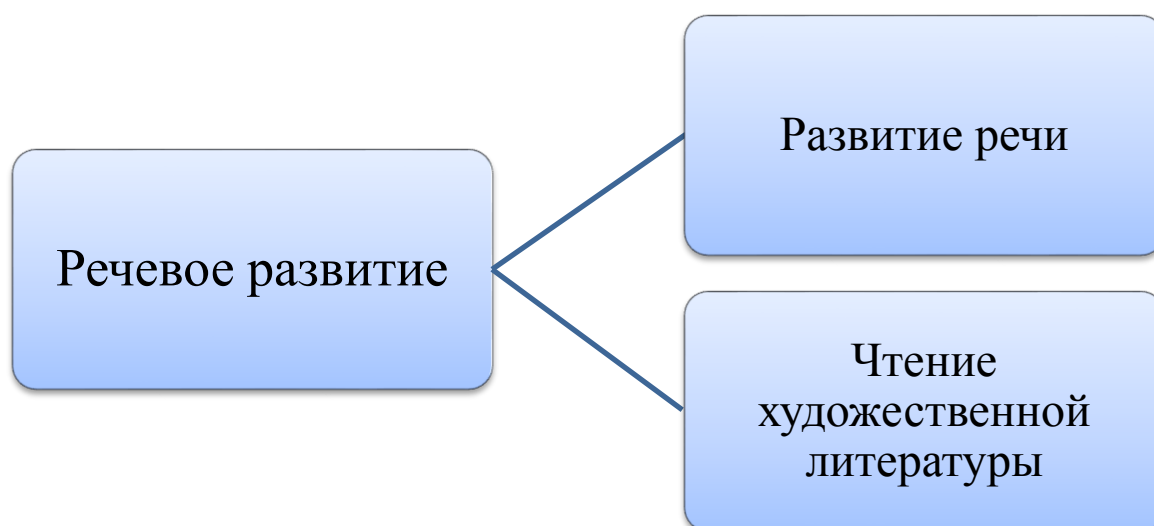 Речевое развитие
Развитие речи
Чтение
художественной
литературы